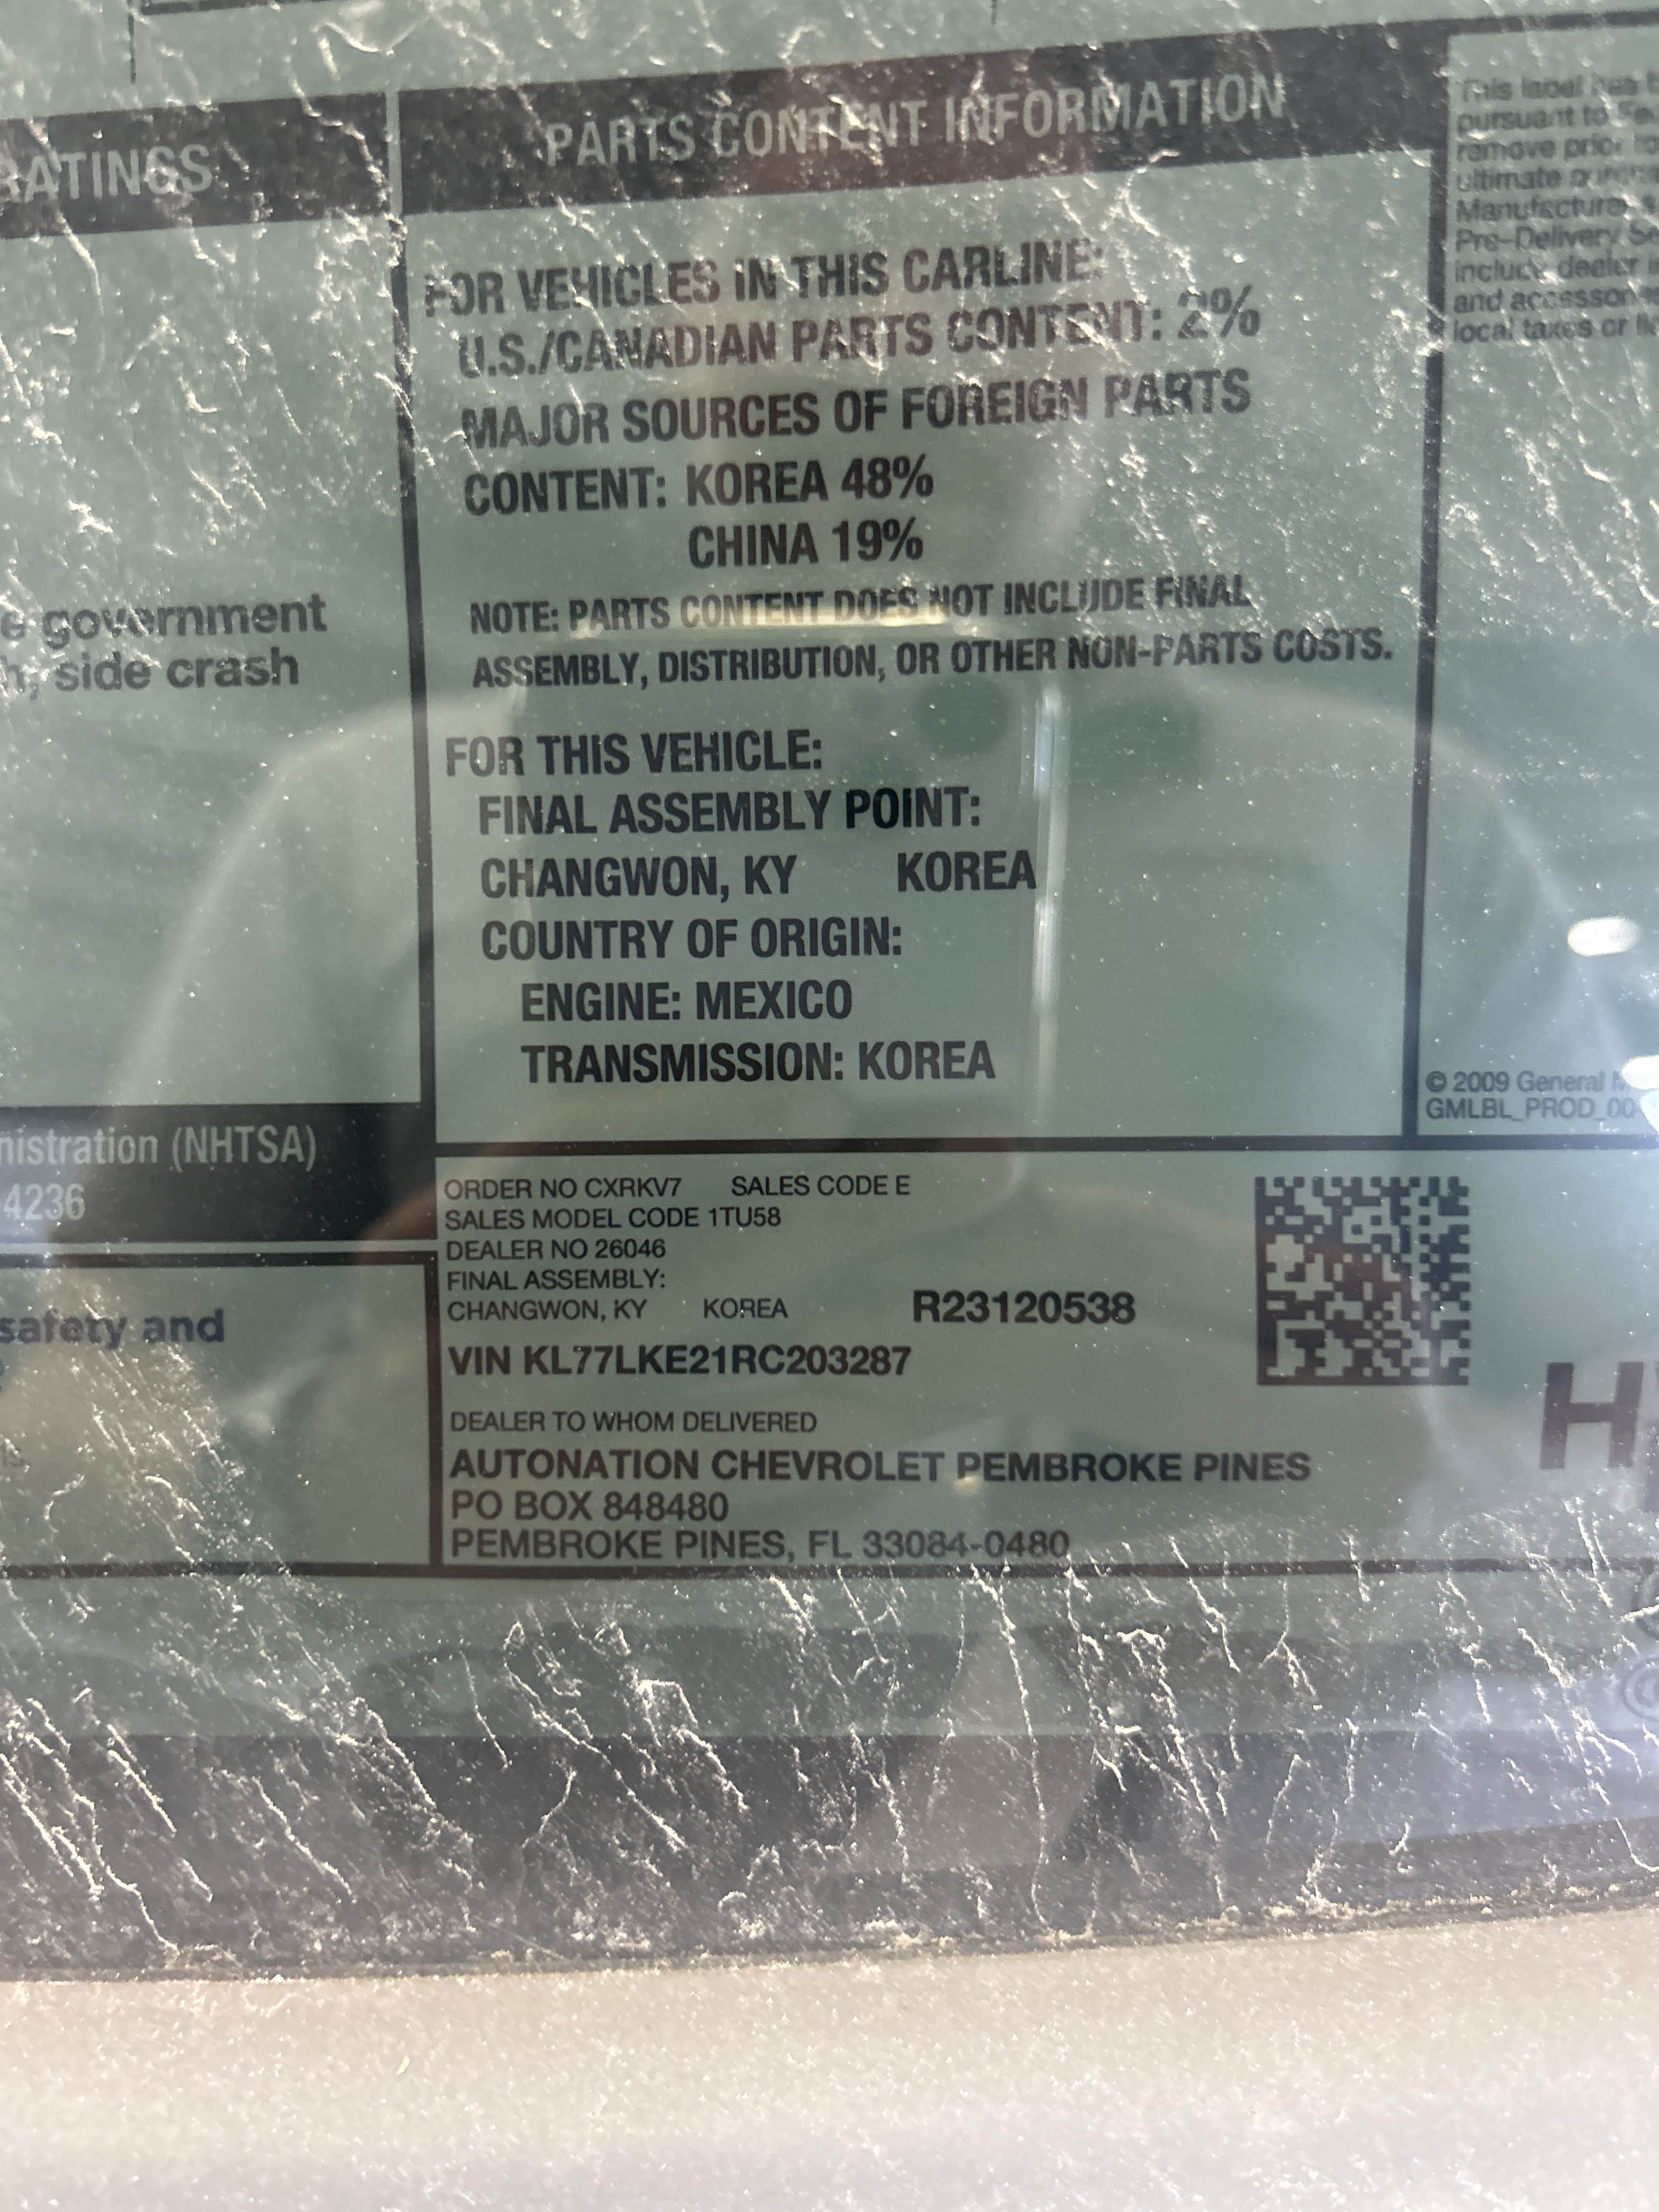 RATINGS
PARTS CONTENT INFORMATION
FOR VEHICLES IN THIS CARLINE:
U.S./CANADIAN PARTS CONTENT: 2%
MAJOR SOURCES OF FOREIGN PARTS
CONTENT: KOREA 48%
CHINA 19%
NOTE: PARTS CONTENT DOES NOT INCLUDE FINAL
ASSEMBLY, DISTRIBUTION, OR OTHER NON-PARTS COSTS.
FOR THIS VEHICLE:
FINAL ASSEMBLY POINT:
CHANGWON, KY KOREA
COUNTRY OF ORIGIN:
ENGINE: MEXICO
TRANSMISSION: KOREA
government
side crash
nistration (NHTSA)
4236
safety and
This label has
pursuant to
remove prior
ultimate
Manufacturer
Pre-Delivery
include dealer
and
local taxes or
© 2009 General
GMLBL_PROD_00
ORDER NO CXRKV7 SALES CODE E
SALES MODEL CODE 1TU58
DEALER NO 26046
FINAL ASSEMBLY:
CHANGWON, KY KOREA R23120538
VIN KL77LKE21RC203287
DEALER TO WHOM DELIVERED
AUTONATION CHEVROLET PEMBROKE PINES
PO BOX 848480
PEMBROKE PINES, FL 33084-0480